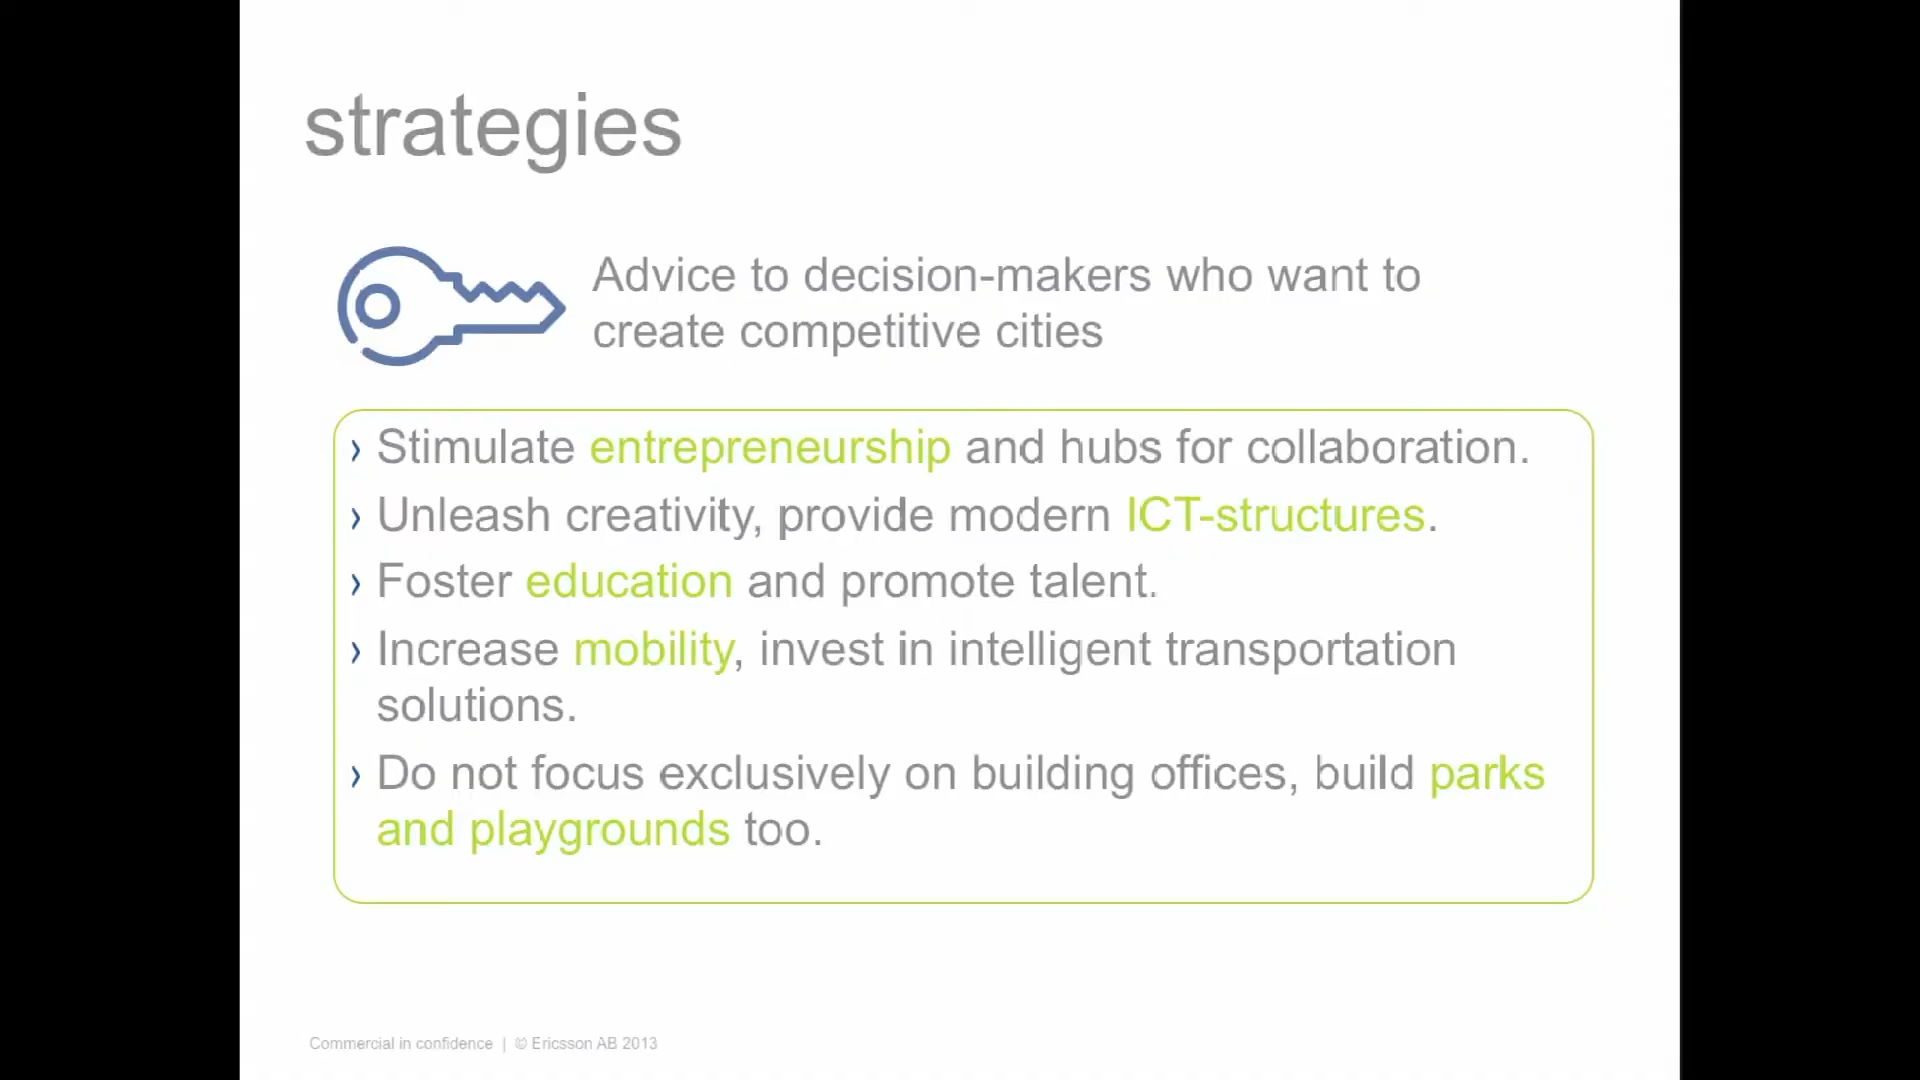 strategies
Advice to decision-makers who want to
create competitive cities
› Stimulate entrepreneurship and hubs for collaboration.
› Unleash creativity, provide modern ICT-structures.
› Foster education and promote talent.
› Increase mobility, invest in intelligent transportation
solutions.
› Do not focus exclusively on building offices, build parks
and playgrounds too.
Commercial in confidence | © Ericsson AB 2013